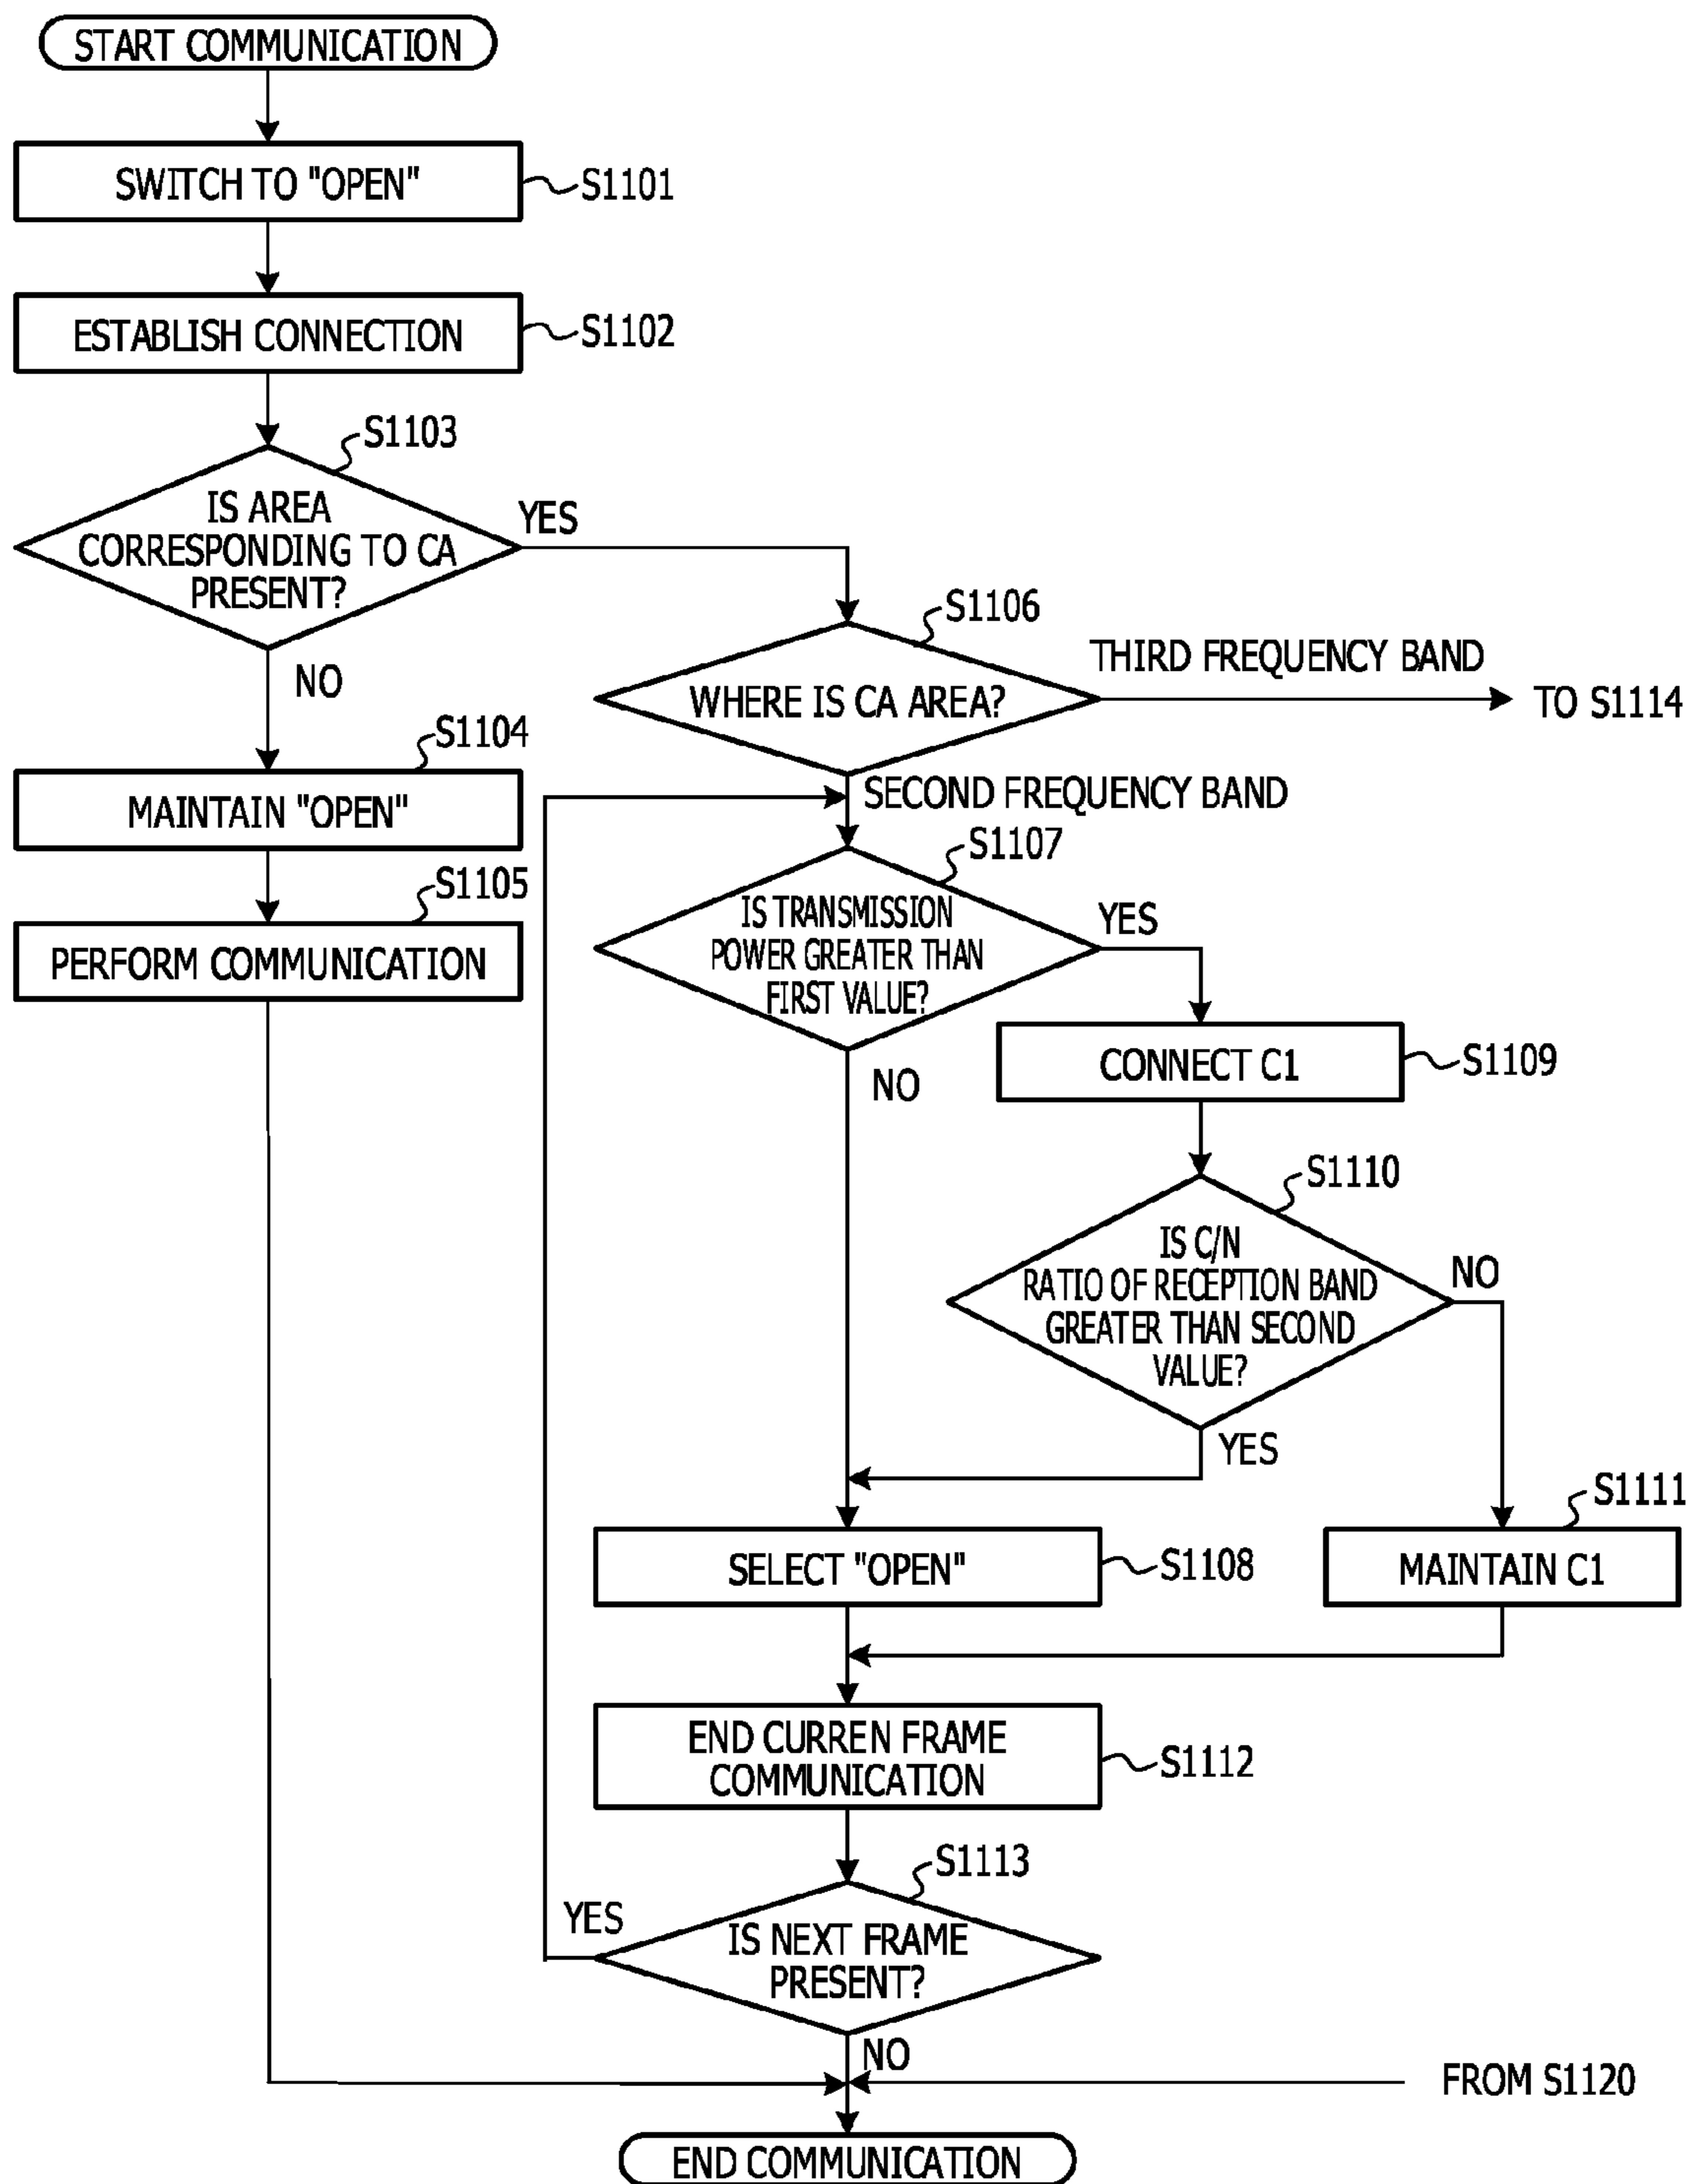 START COMMUNICATION
SWITCH TO "OPEN"
S1101
ESTABLISH CONNECTION
S1102
S1103
IS AREA
CORRESPONDING TO CA
PRESENT?
YES
NO
S1104
MAINTAIN "OPEN"
S1105
PERFORM COMMUNICATION
S1106
WHERE IS CA AREA?
THIRD FREQUENCY BAND
TO S1114
SECOND FREQUENCY BAND
S1107
IS TRANSMISSION
POWER GREATER THAN
FIRST VALUE?
YES
NO
CONNECT C1
S1109
S1110
IS C/N
RATIO OF RECEPTION BAND
GREATER THAN SECOND
VALUE?
NO
YES
S1111
MAINTAIN C1
SELECT "OPEN"
S1108
END CURREN FRAME
COMMUNICATION
S1112
S1113
IS NEXT FRAME
PRESENT?
YES
NO
FROM S1120
END COMMUNICATION